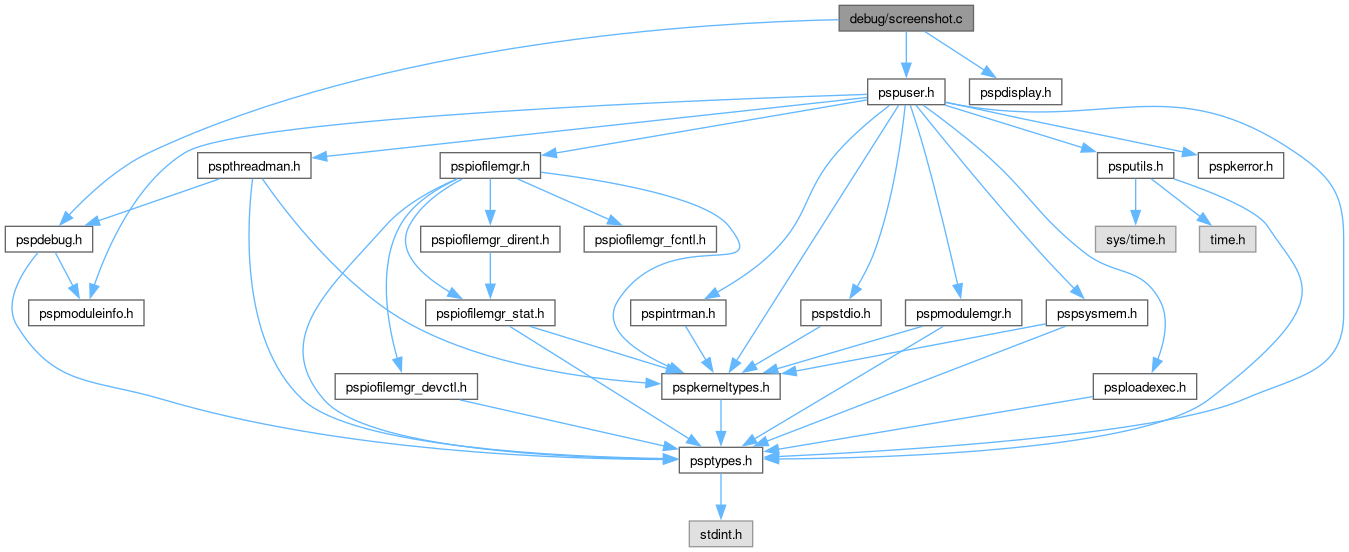 debug/screenshot.c
pspuser.h
pspdisplay.h
pspthreadman.h
pspiofilemgr.h
psputils.h
pspkerror.h
pspdebug.h
pspiofilemgr_dirent.h
pspiofilemgr_fcntl.h
sys/time.h
time.h
pspmoduleinfo.h
pspiofilemgr_stat.h
pspintrman.h
pspstdio.h
pspmodulemgr.h
pspsysmem.h
pspiofilemgr_devctl.h
pspkerneltypes.h
psploadexec.h
psptypes.h
stdint.h